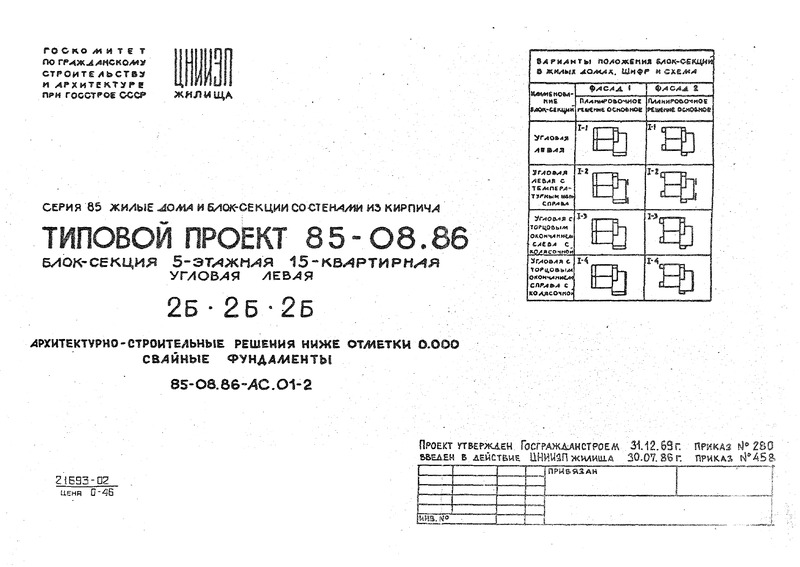 ГОСКОМИТЕТ
ПО ГРАЖДАНСКОМУ
СТРОИТЕЛЬСТВУ
И АРХИТЕКТУРЕ
ПРИ ГОССТРОЕ СССР
ЦНИИЭП
ЖИЛИЩА
ВАРИАНТЫ ПОЛОЖЕНИЯ БЛОК-СЕКЦИЙ
В ЖИЛЫХ ДОМАХ, ШИФР И СХЕМА
НАИМЕНОВА-
НИЕ
БЛОК-СЕКЦИЙ
ФАСАД 1
ФАСАД 2
ПЛАНИРОВОЧНОЕ
РЕШЕНИЕ ОСНОВНОЕ
ПЛАНИРОВОЧНОЕ
РЕШЕНИЕ ОСНОВНОЕ
УГЛОВАЯ
ЛЕВАЯ
I-1
I-1
УГЛОВАЯ
ЛЕВАЯ С
ТЕМПЕРА-
ТУРНЫМ ШВОМ
СПРАВА
I-2
I-2
УГЛОВАЯ С
ТОРЦОВЫМ
ОКОНЧАНИЕМ
СЛЕВА С
КОЛЯСОЧНОЙ
I-3
I-3
УГЛОВАЯ С
ТОРЦОВЫМ
ОКОНЧАНИЕМ
СПРАВА С
КОЛЯСОЧНОЙ
I-4
I-4
СЕРИЯ 85 ЖИЛЫЕ ДОМА И БЛОК-СЕКЦИИ СО СТЕНАМИ ИЗ КИРПИЧА
ТИПОВОЙ ПРОЕКТ 85-08.86
БЛОК-СЕКЦИЯ 5-ЭТАЖНАЯ 15-КВАРТИРНАЯ
УГЛОВАЯ ЛЕВАЯ
2Б · 2Б · 2Б
АРХИТЕКТУРНО-СТРОИТЕЛЬНЫЕ РЕШЕНИЯ НИЖЕ ОТМЕТКИ 0.000
СВАЙНЫЕ ФУНДАМЕНТЫ
85-08.86-АС.01-2
ПРОЕКТ УТВЕРЖДЕН ГОСГРАЖДАНСТРОЕМ 31.12.69 г. ПРИКАЗ № 280
ВВЕДЕН В ДЕЙСТВИЕ ЦНИИЭП ЖИЛИЩА 30.07.86 г. ПРИКАЗ № 458
ПРИВЯЗАН
ИНВ. №
21693-02
ЦЕНА 0-46